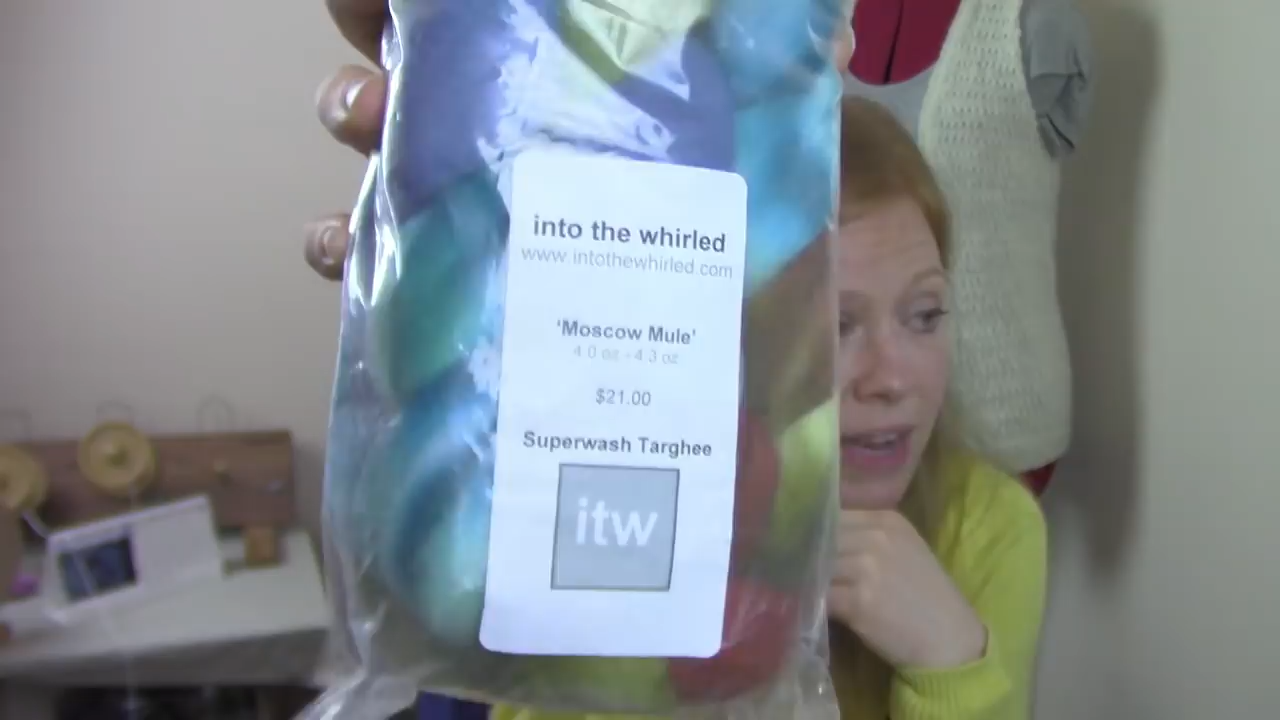 into the whirled
www.intothewhirled.com
'Moscow Mule'
4.0 oz - 4.3 oz
$21.00
Superwash Targhee
itw